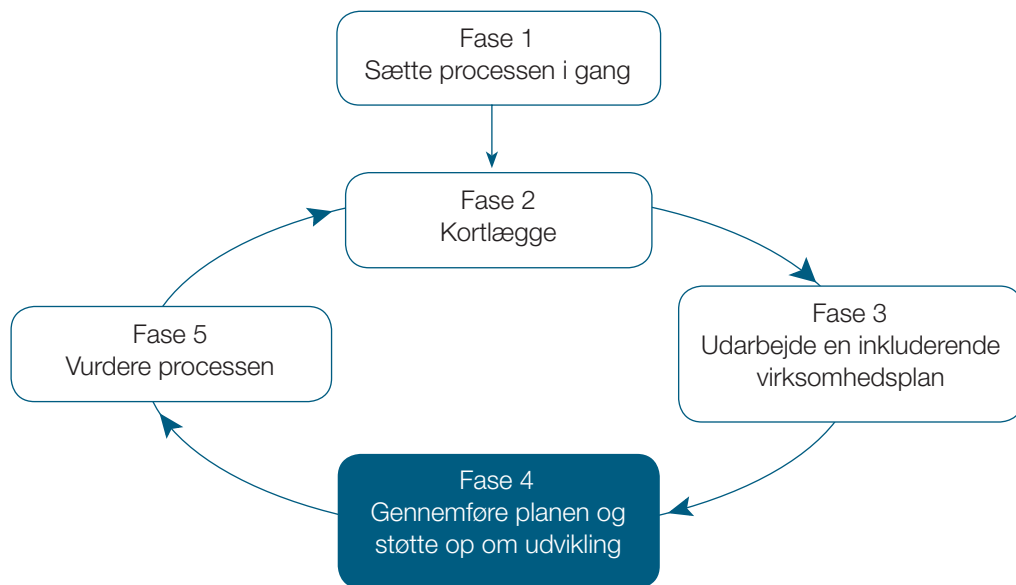 Fase 1
Sætte processen i gang
Fase 2
Kortlægge
Fase 3
Udarbejde en inkluderende
virksomhedsplan
Fase 4
Gennemføre planen og
støtte op om udvikling
Fase 5
Vurdere processen